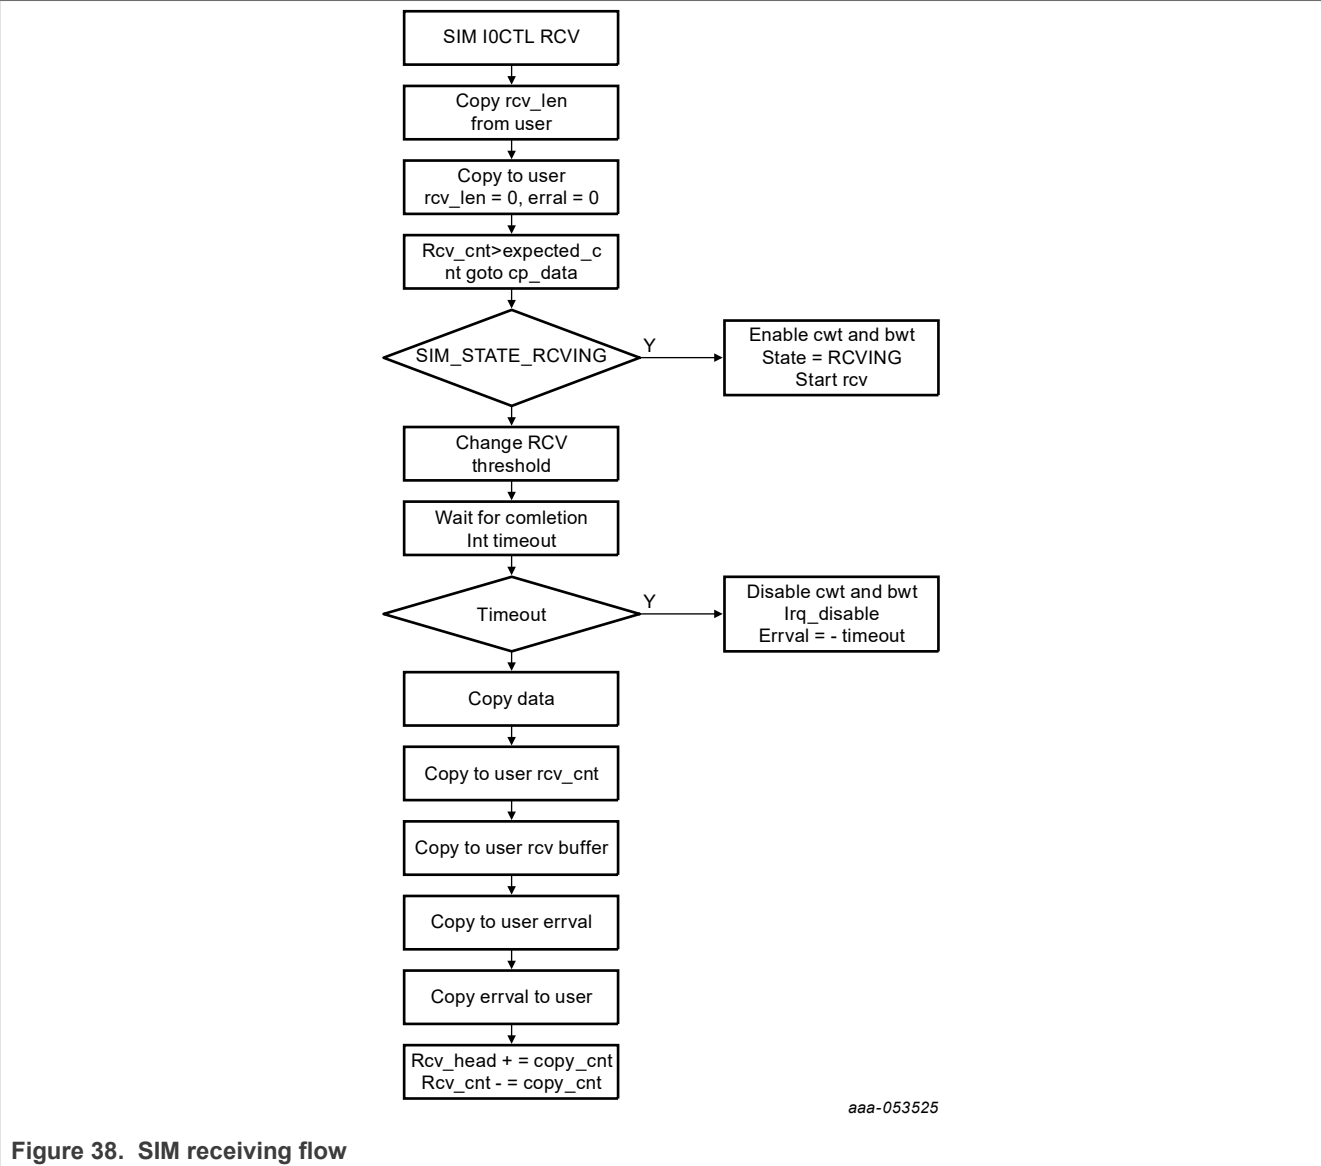 SIM I0CTL RCV
Copy rcv_len
from user
Copy to user
rcv_len = 0, erral = 0
Rcv_cnt>expected_c
nt goto cp_data
SIM_STATE_RCVING
Y
Enable cwt and bwt
State = RCVING
Start rcv
Change RCV
threshold
Wait for comletion
Int timeout
Timeout
Y
Disable cwt and bwt
Irq_disable
Errval = - timeout
Copy data
Copy to user rcv_cnt
Copy to user rcv buffer
Copy to user errval
Copy errval to user
Rcv_head + = copy_cnt
Rcv_cnt - = copy_cnt
aaa-053525
Figure 38. SIM receiving flow